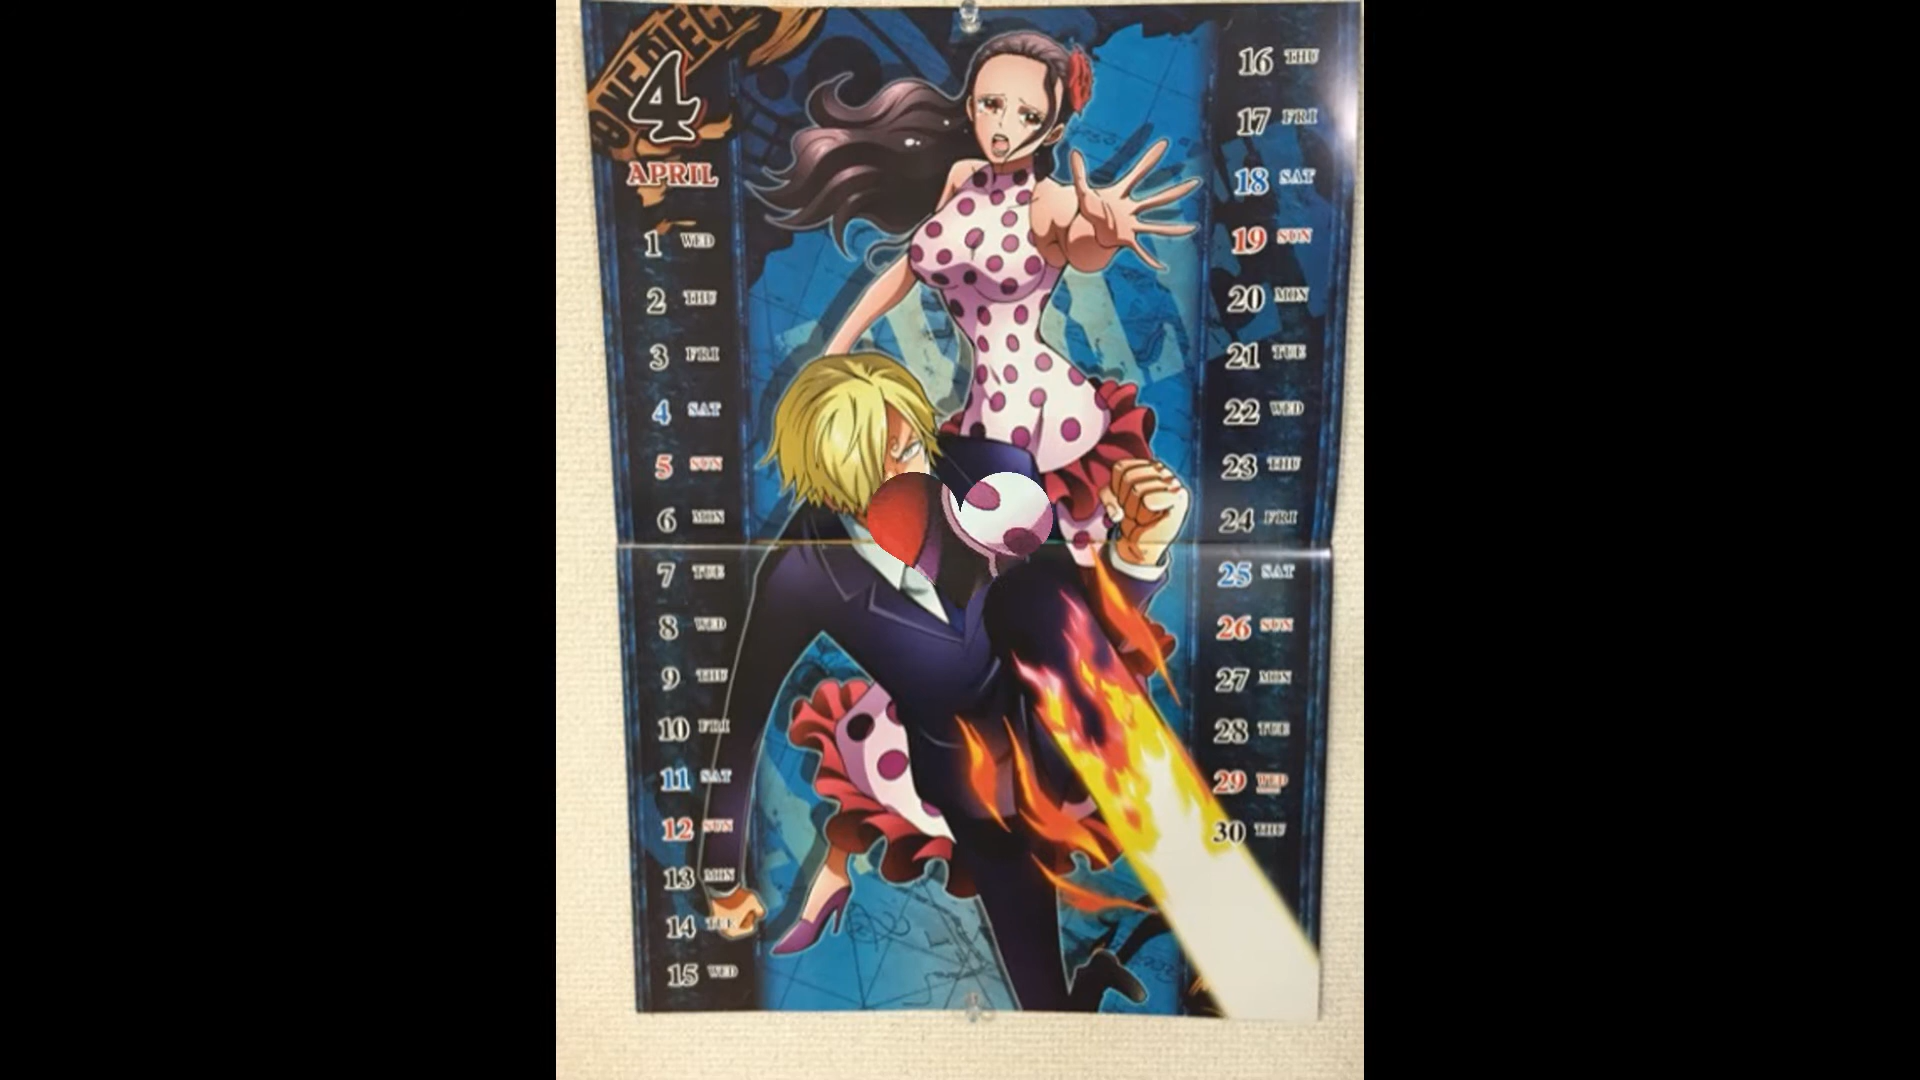 ONE PIECE
4
APRIL
1 WED
2 THU
3 FRI
4 SAT
5 SUN
6 MON
7 TUE
8 WED
9 THU
10 FRI
11 SAT
12 SUN
13 MON
14 TUE
15 WED
16 THU
17 FRI
18 SAT
19 SUN
20 MON
21 TUE
22 WED
23 THU
24 FRI
25 SAT
26 SUN
27 MON
28 TUE
29 WED
30 THU